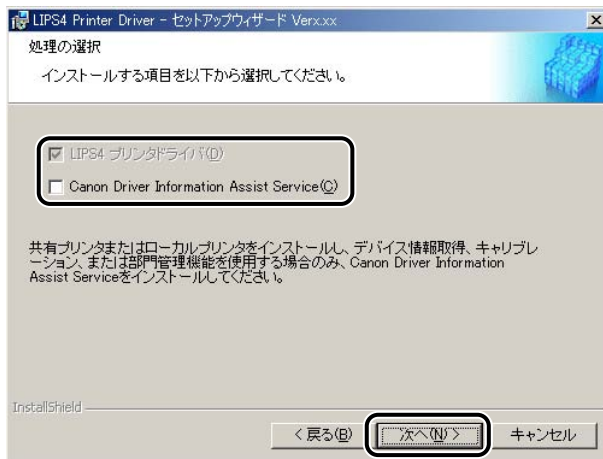 LIPS4 Printer Driver - セットアップウィザード Verx.xx
処理の選択
インストールする項目を以下から選択してください。
LIPS4 プリンタドライバ(D)
Canon Driver Information Assist Service(C)
共有プリンタまたはローカルプリンタをインストールし、デバイス情報取得、キャリブレ
ーション、または部門管理機能を使用する場合のみ、Canon Driver Information
Assist Serviceをインストールしてください。
InstallShield
< 戻る(B) 次へ(N) > キャンセル